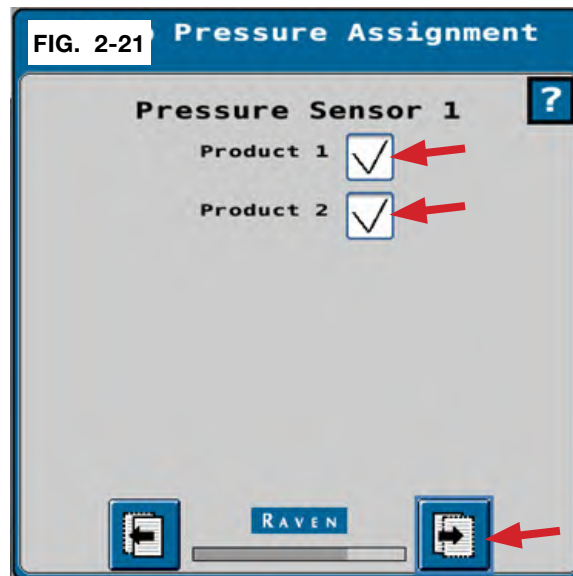 FIG. 2-21
Pressure Assignment
?
Pressure Sensor 1
Product 1
Product 2
RAVEN